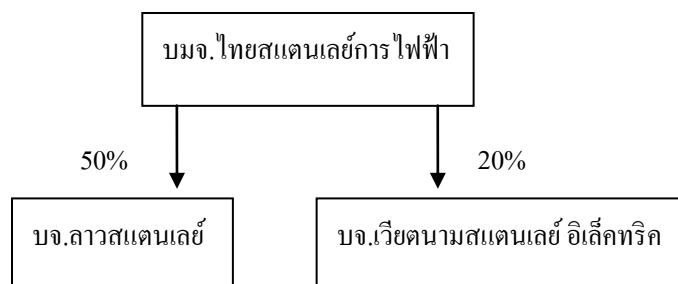 บมจ.ไทยสแตนเลย์การไฟฟ้า
50%
20%
บจ.ลาวสแตนเลย์
บจ.เวียตนามสแตนเลย์ อิเล็คทริค